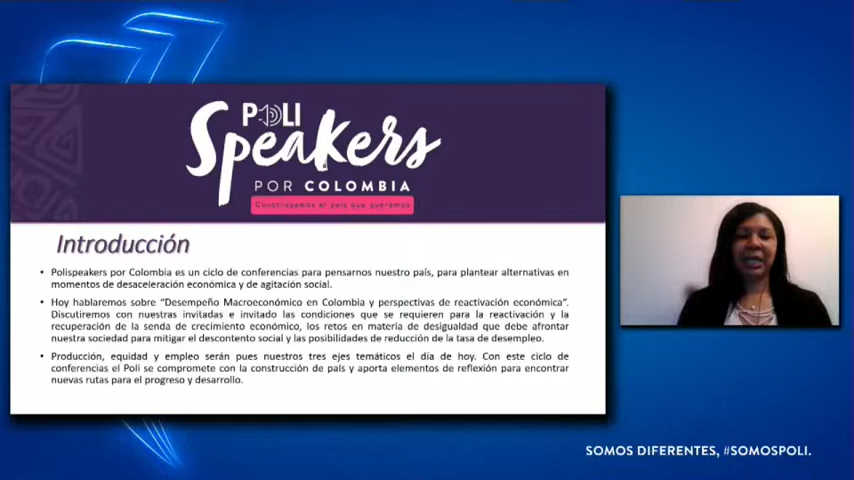 POLI
Speakers
POR COLOMBIA
Construyamos el país que queremos
Introducción
• Polispeakers por Colombia es un ciclo de conferencias para pensarnos nuestro país, para plantear alternativas en
momentos de desaceleración económica y de agitación social.
• Hoy hablaremos sobre “Desempeño Macroeconómico en Colombia y perspectivas de reactivación económica”.
Discutiremos con nuestras invitadas e invitado las condiciones que se requieren para la reactivación y la
recuperación de la senda de crecimiento económico, los retos en materia de desigualdad que debe afrontar
nuestra sociedad para mitigar el descontento social y las posibilidades de reducción de la tasa de desempleo.
• Producción, equidad y empleo serán pues nuestros tres ejes temáticos el día de hoy. Con este ciclo de
conferencias el Poli se compromete con la construcción de país y aporta elementos de reflexión para encontrar
nuevas rutas para el progreso y desarrollo.
SOMOS DIFERENTES, #SOMOSPOLI.